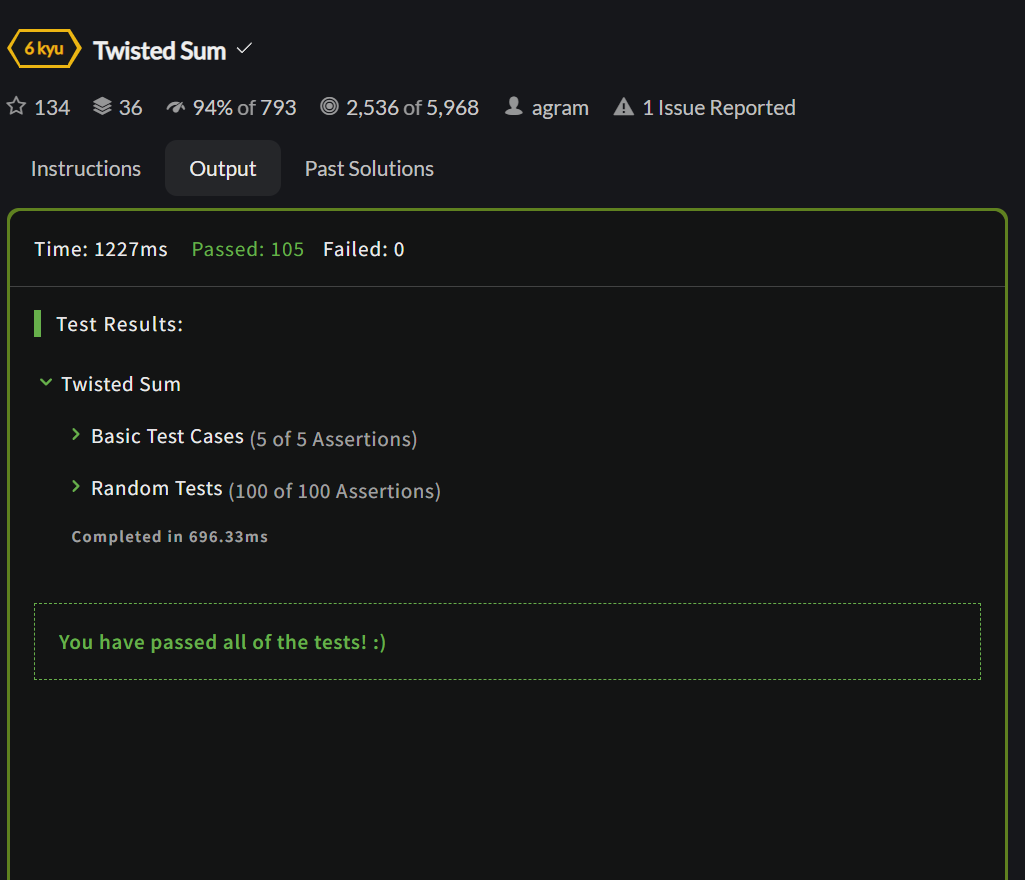 6 kyu Twisted Sum
134 36 94% of 793 2,536 of 5,968 agram 1 Issue Reported
Instructions Output Past Solutions
Time: 1227ms Passed: 105 Failed: 0
Test Results:
Twisted Sum
Basic Test Cases (5 of 5 Assertions)
Random Tests (100 of 100 Assertions)
Completed in 696.33ms
You have passed all of the tests! :)